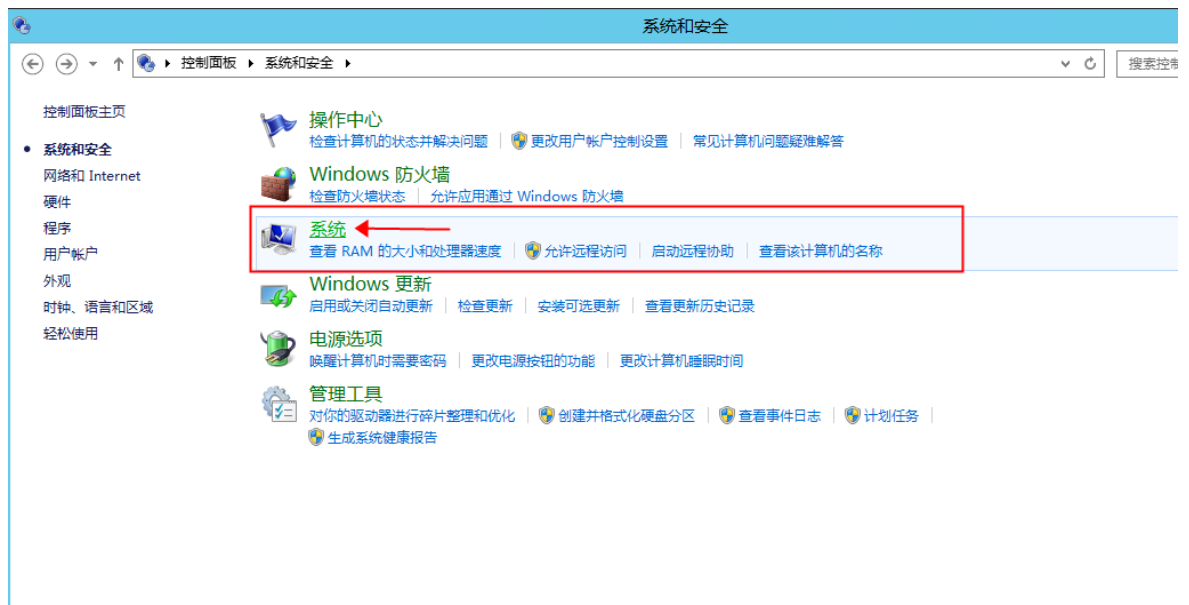 系统和安全
控制面板 系统和安全
搜索控制
控制面板主页
系统和安全
网络和 Internet
硬件
程序
用户帐户
外观
时钟、语言和区域
轻松使用
操作中心
检查计算机的状态并解决问题 更改用户帐户控制设置 常见计算机问题疑难解答
Windows 防火墙
检查防火墙状态 允许应用通过 Windows 防火墙
系统
查看 RAM 的大小和处理器速度 允许远程访问 启动远程协助 查看该计算机的名称
Windows 更新
启用或关闭自动更新 检查更新 安装可选更新 查看更新历史记录
电源选项
唤醒计算机时需要密码 更改电源按钮的功能 更改计算机睡眠时间
管理工具
对你的驱动器进行碎片整理和优化 创建并格式化硬盘分区 查看事件日志 计划任务
生成系统健康报告